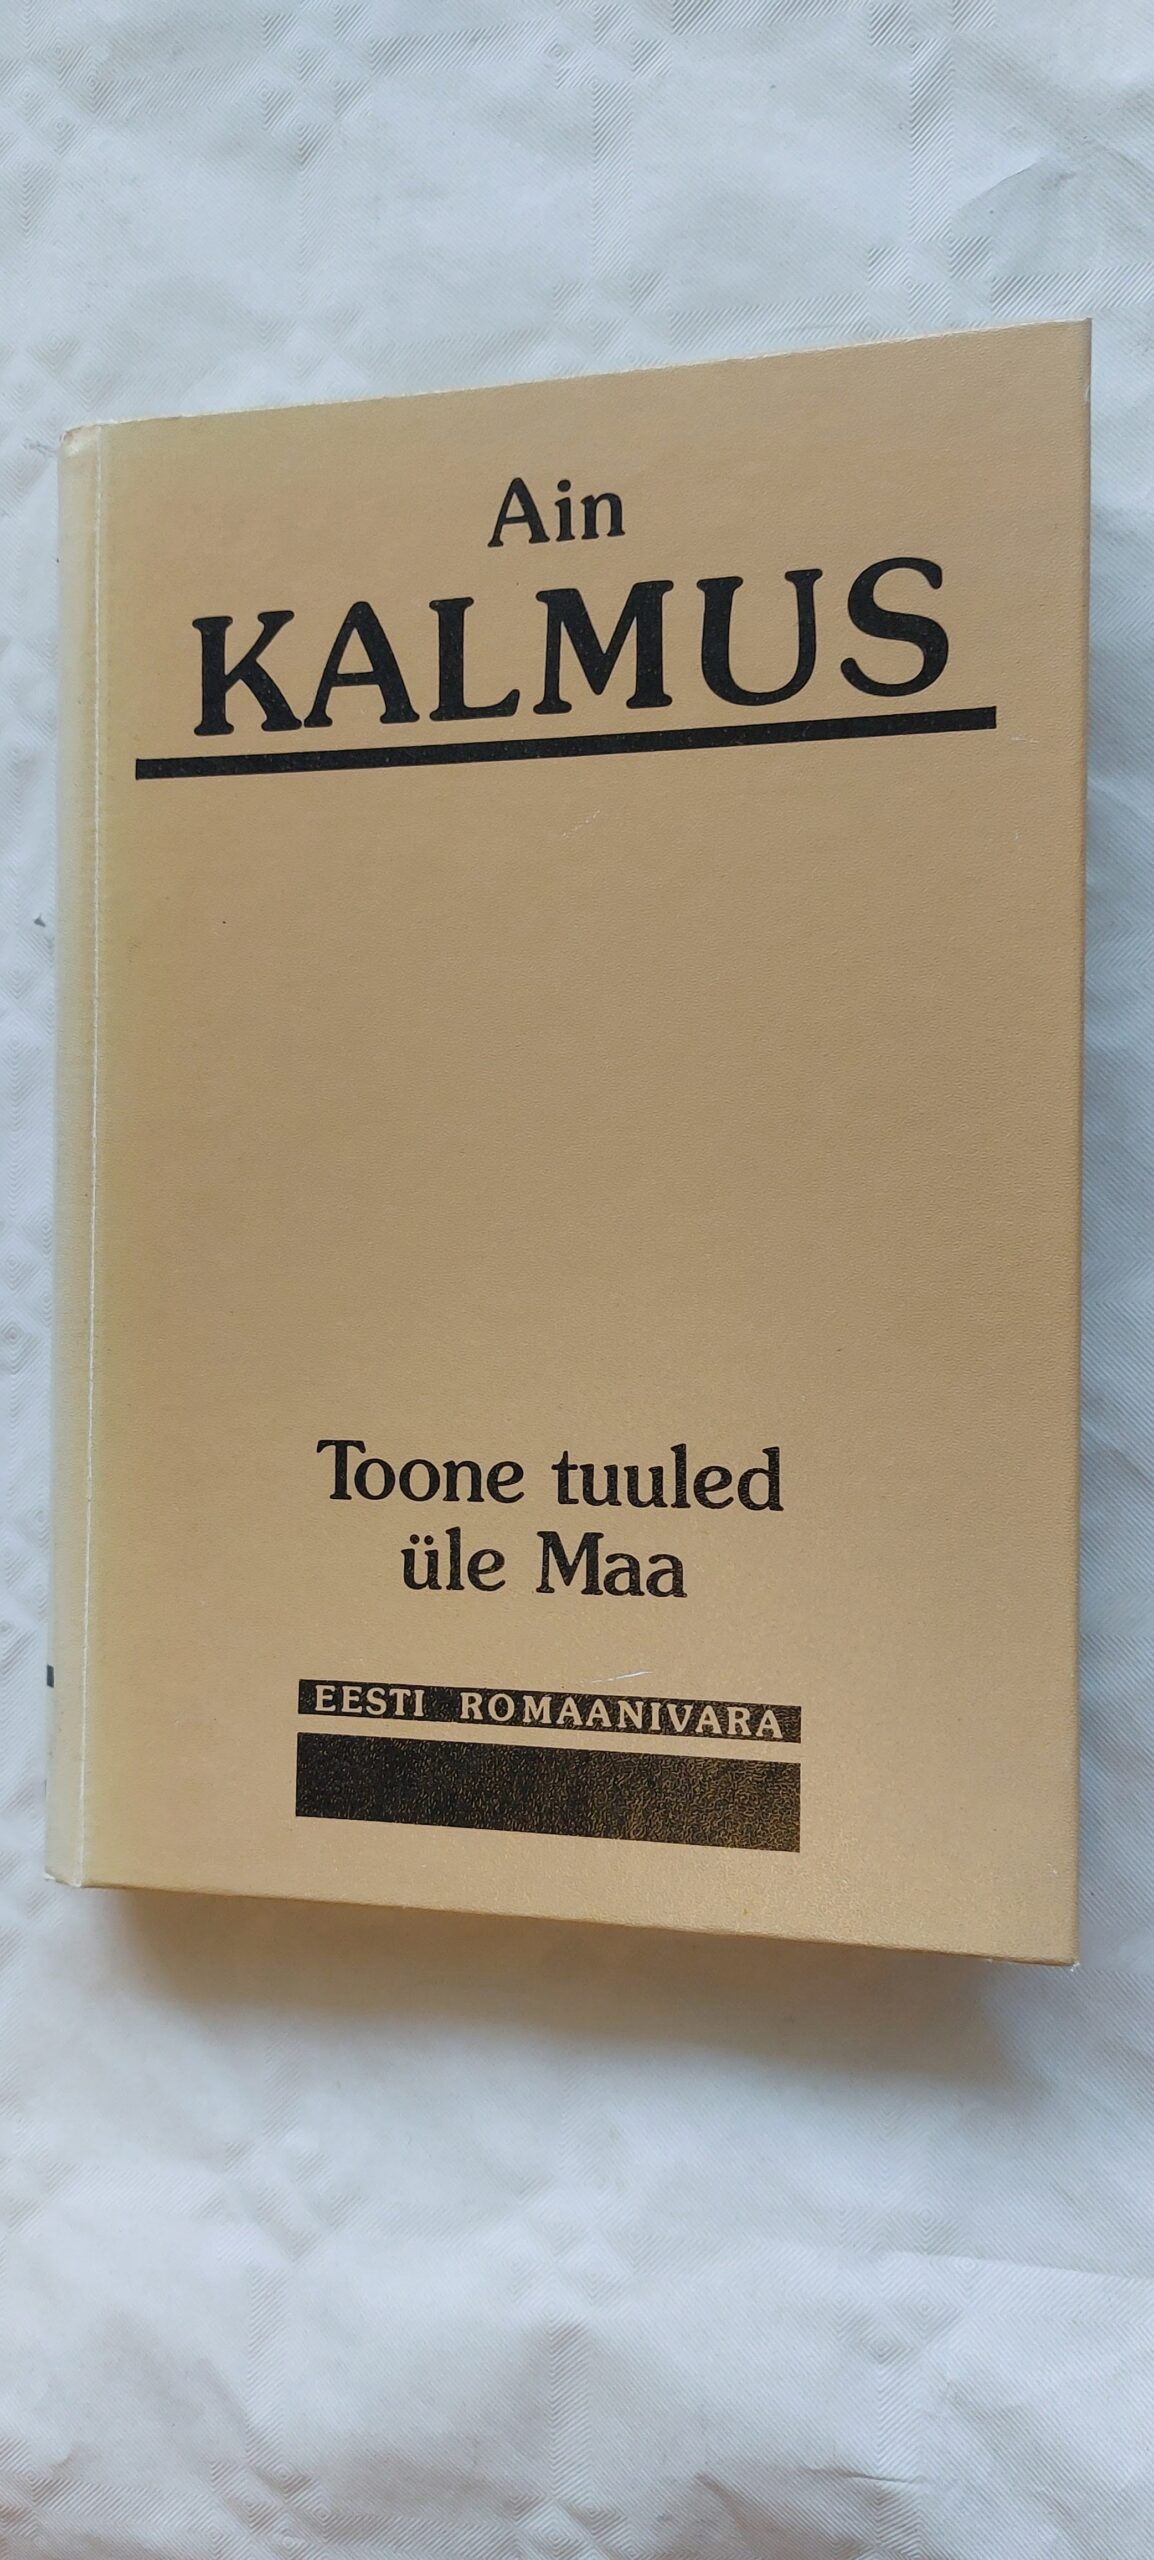 Ain
KALMUS
Toone tuuled
üle Maa
EESTI ROMAANIVARA